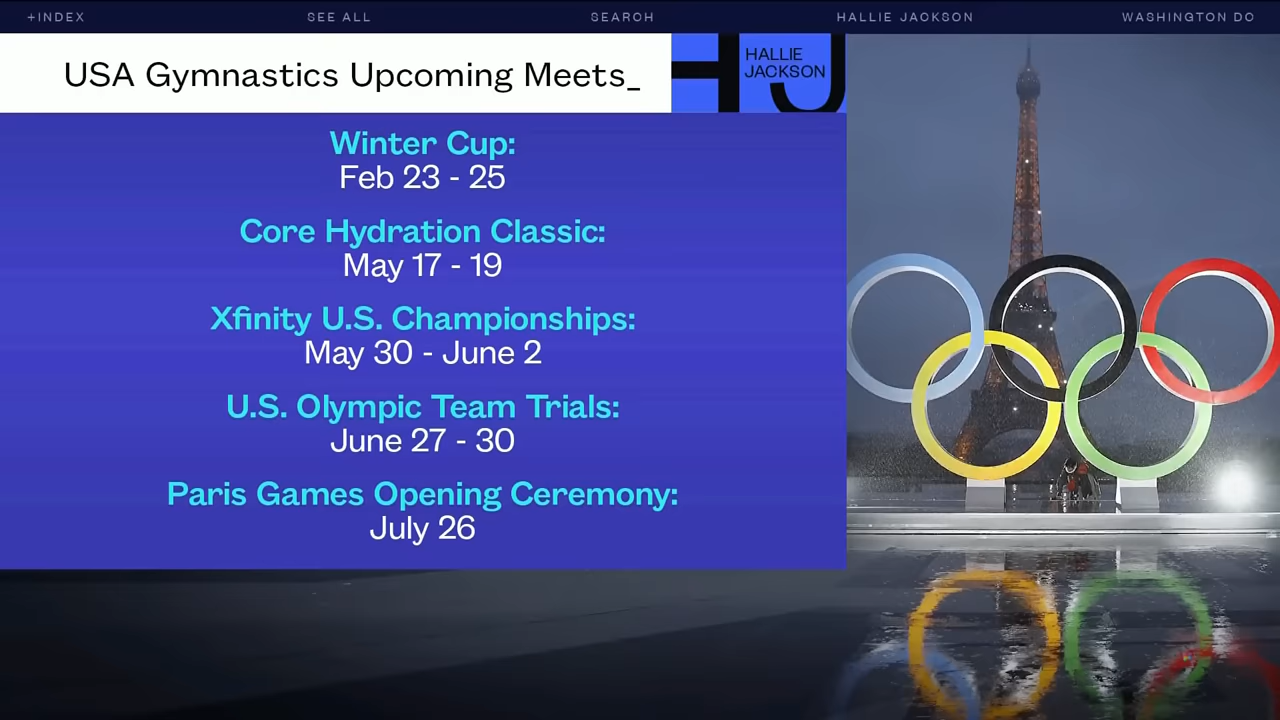 +INDEX
SEE ALL
SEARCH
HALLIE JACKSON
WASHINGTON DC
USA Gymnastics Upcoming Meets_
HALLIE
JACKSON
HJ
Winter Cup:
Feb 23 - 25
Core Hydration Classic:
May 17 - 19
Xfinity U.S. Championships:
May 30 - June 2
U.S. Olympic Team Trials:
June 27 - 30
Paris Games Opening Ceremony:
July 26